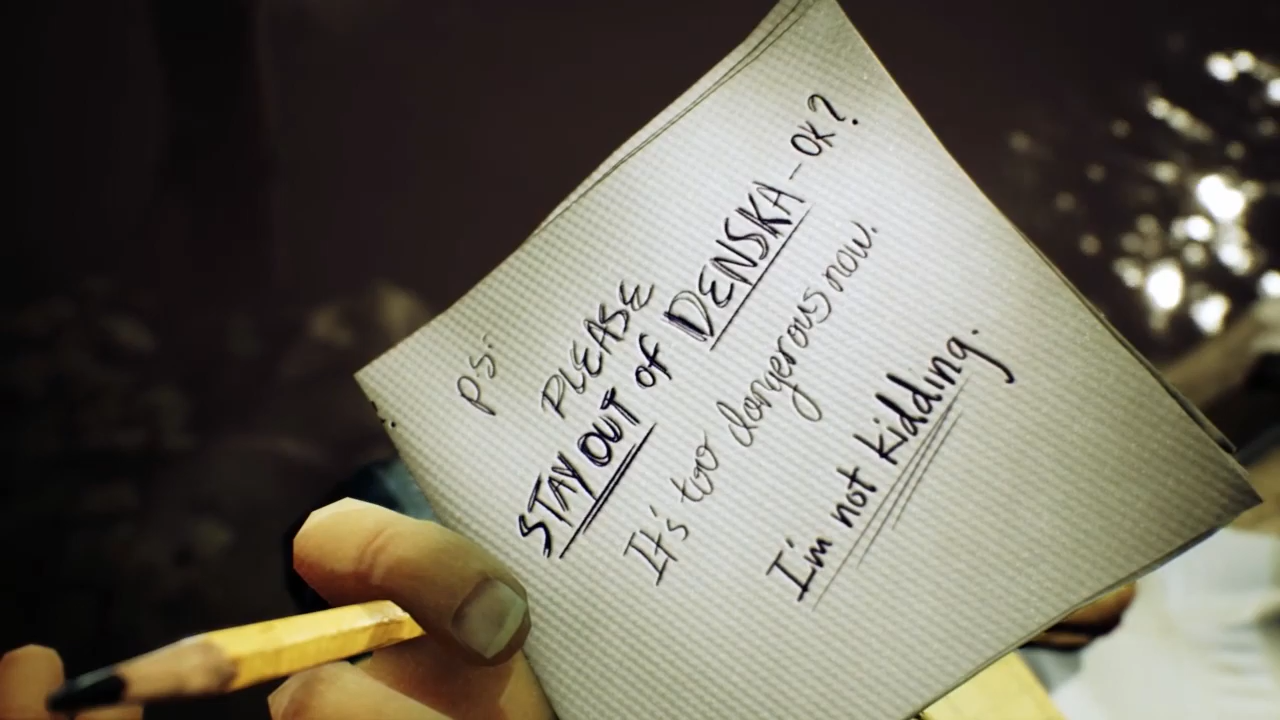 PS:
PLEASE
STAY OUT of DENSKA - OK?
It's too dangerous now.
I'm not kidding.